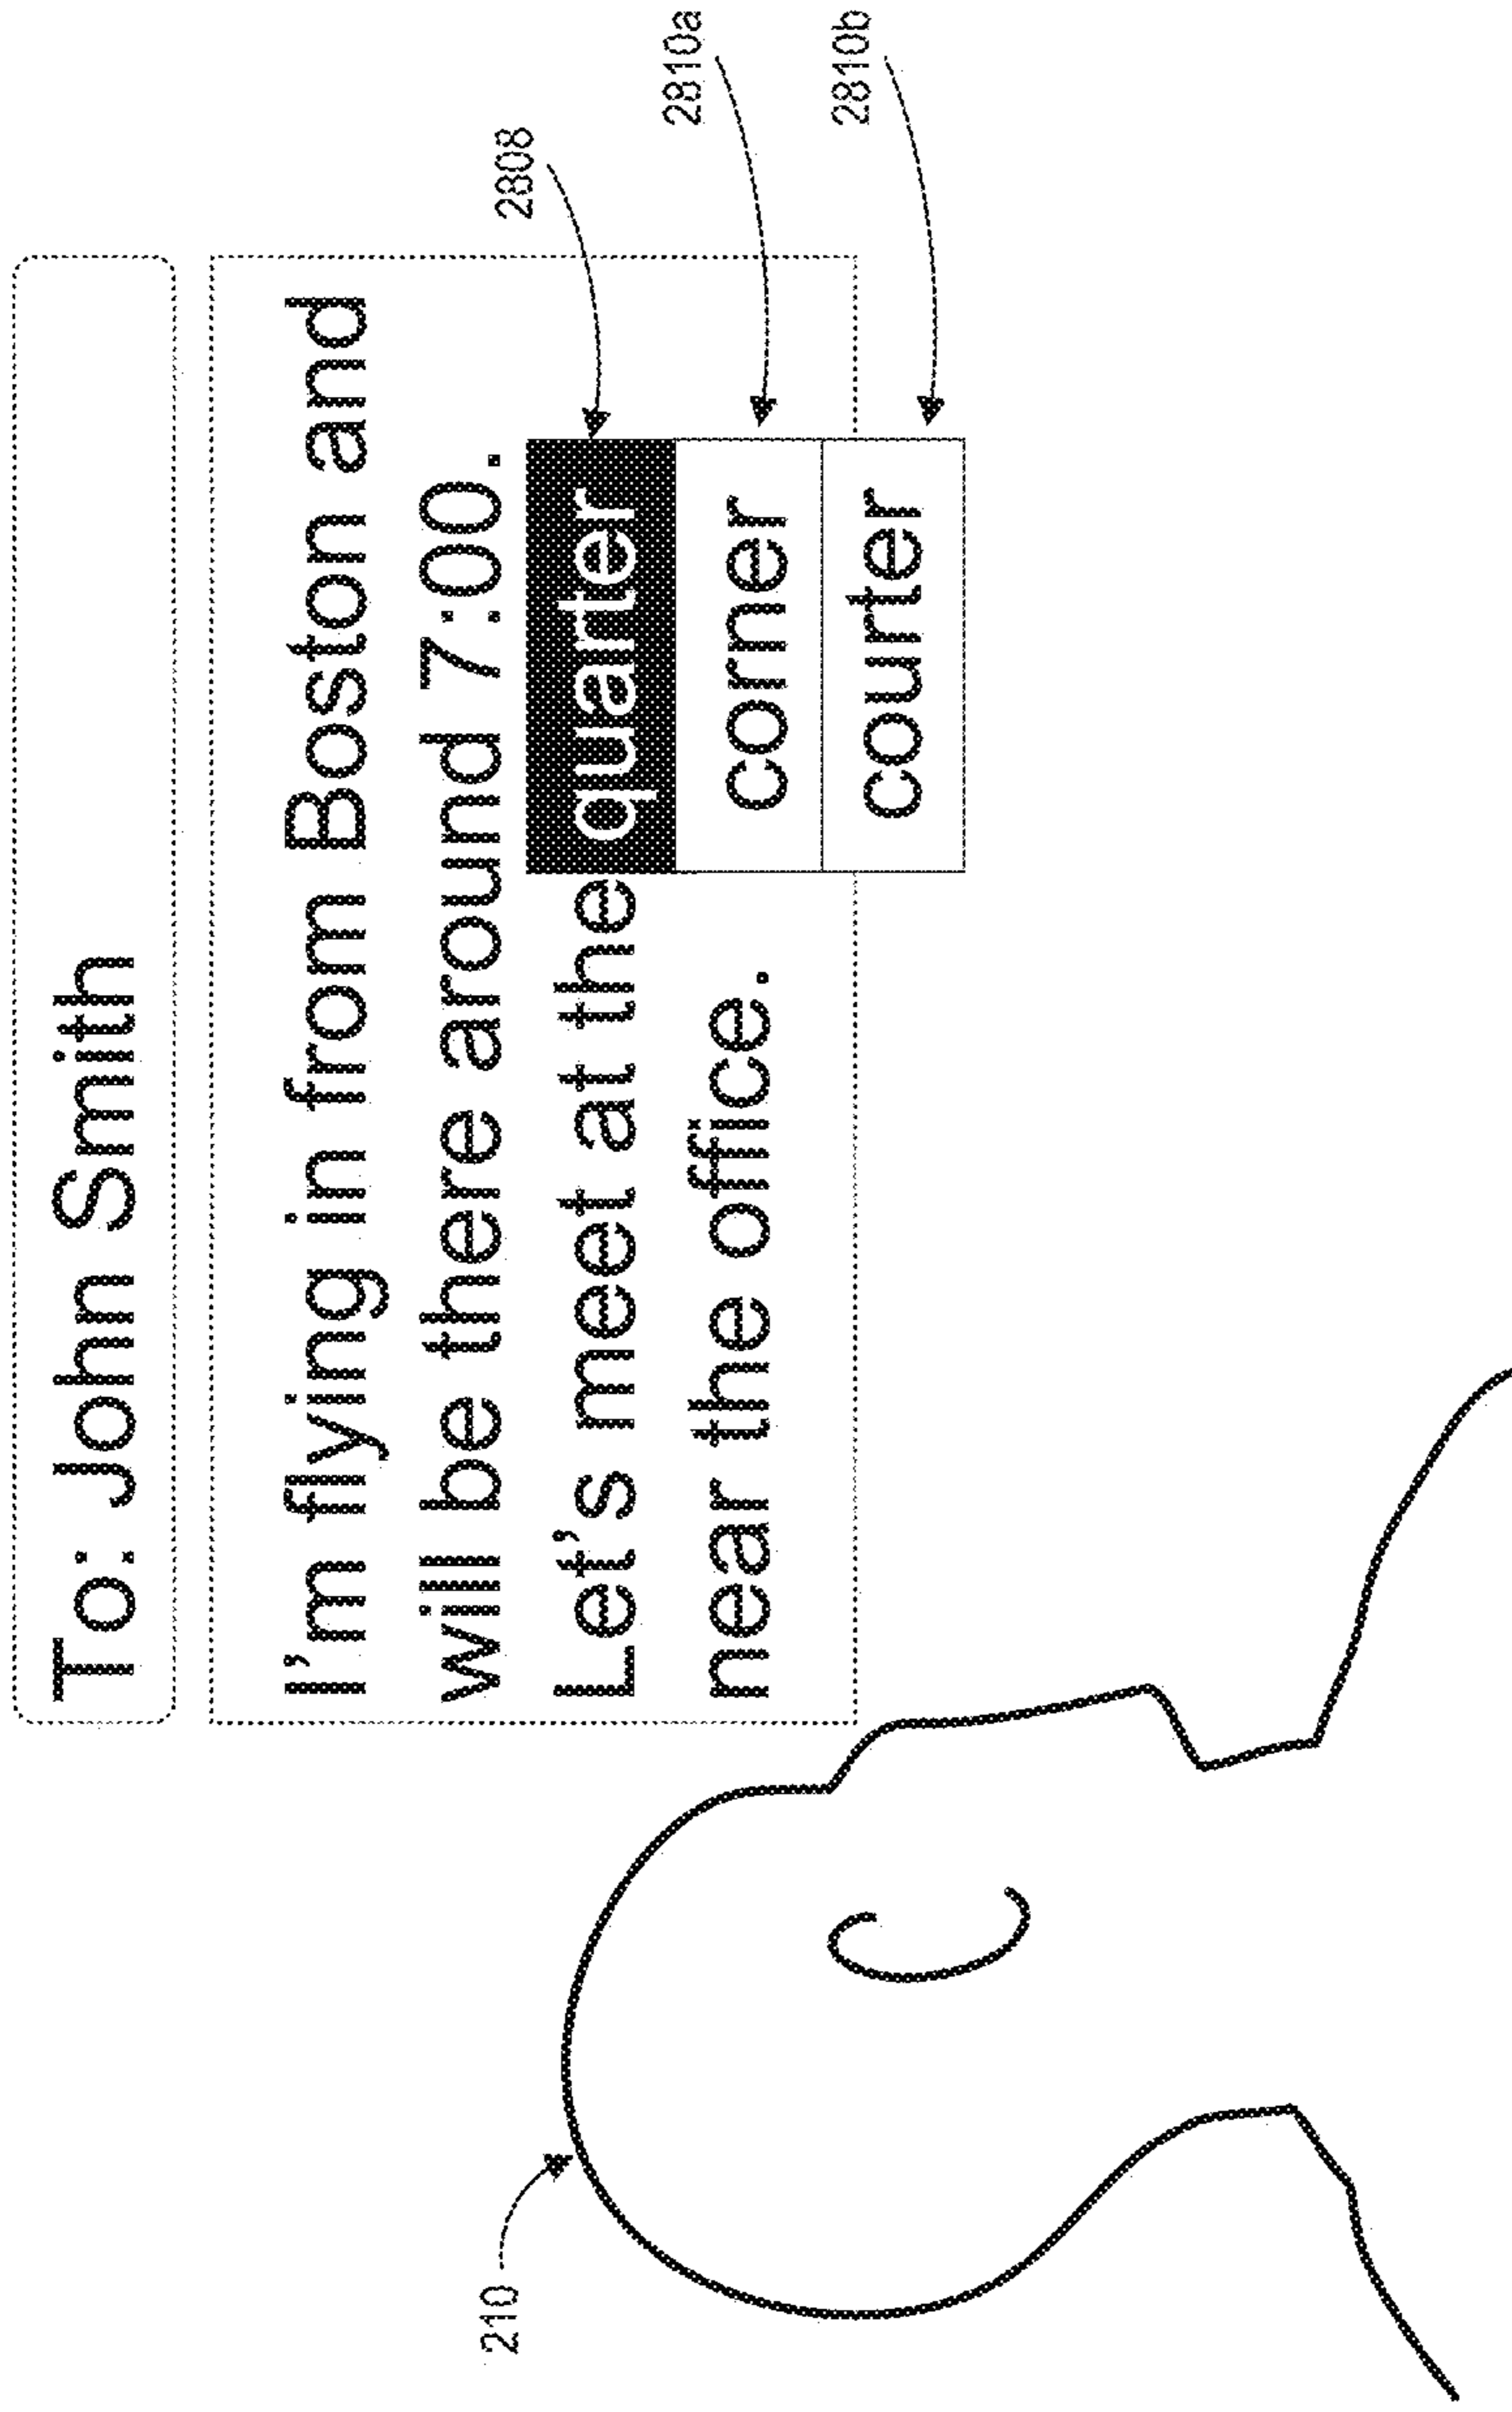 To: John Smith
I'm flying in from Boston and
will be there around 7:00.
Let's meet at the quarter
near the office.
corner
courter
2808
2810a
2810b
210